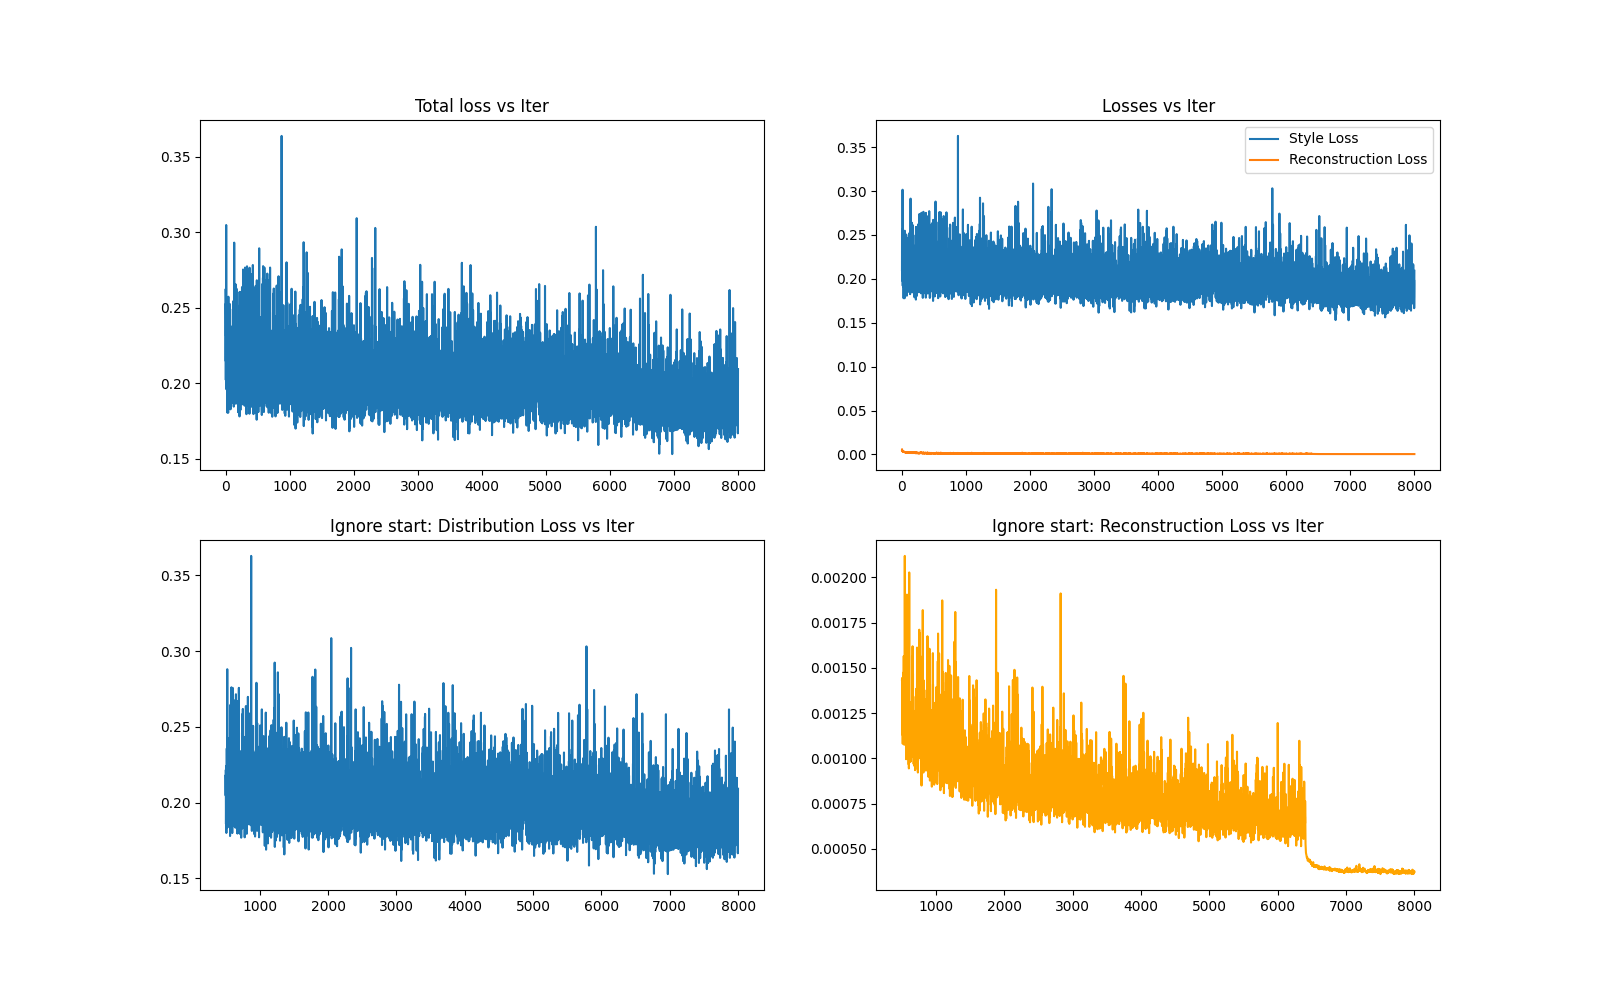 Total loss vs Iter
0.35
0.30
0.25
0.20
0.15
0 1000 2000 3000 4000 5000 6000 7000 8000
Losses vs Iter
Style Loss
Reconstruction Loss
0.35
0.30
0.25
0.20
0.15
0.10
0.05
0.00
0 1000 2000 3000 4000 5000 6000 7000 8000
Ignore start: Distribution Loss vs Iter
0.35
0.30
0.25
0.20
0.15
1000 2000 3000 4000 5000 6000 7000 8000
Ignore start: Reconstruction Loss vs Iter
0.00200
0.00175
0.00150
0.00125
0.00100
0.00075
0.00050
1000 2000 3000 4000 5000 6000 7000 8000